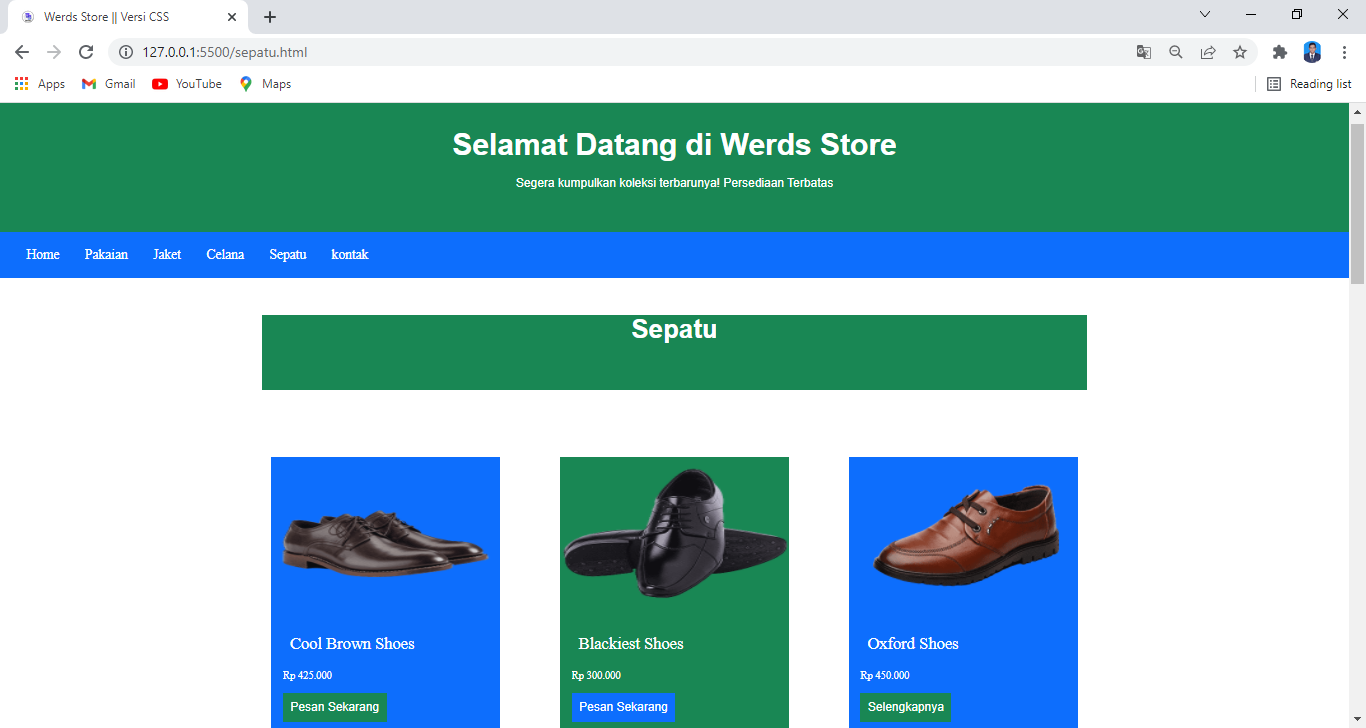 Werds Store || Versi CSS
127.0.0.1:5500/sepatu.html
Apps Gmail YouTube Maps Reading list
Selamat Datang di Werds Store
Segera kumpulkan koleksi terbarunya! Persediaan Terbatas
Home Pakaian Jaket Celana Sepatu kontak
Sepatu
Cool Brown Shoes Blackiest Shoes Oxford Shoes
Rp 425.000 Rp 300.000 Rp 450.000
Pesan Sekarang Pesan Sekarang Selengkapnya